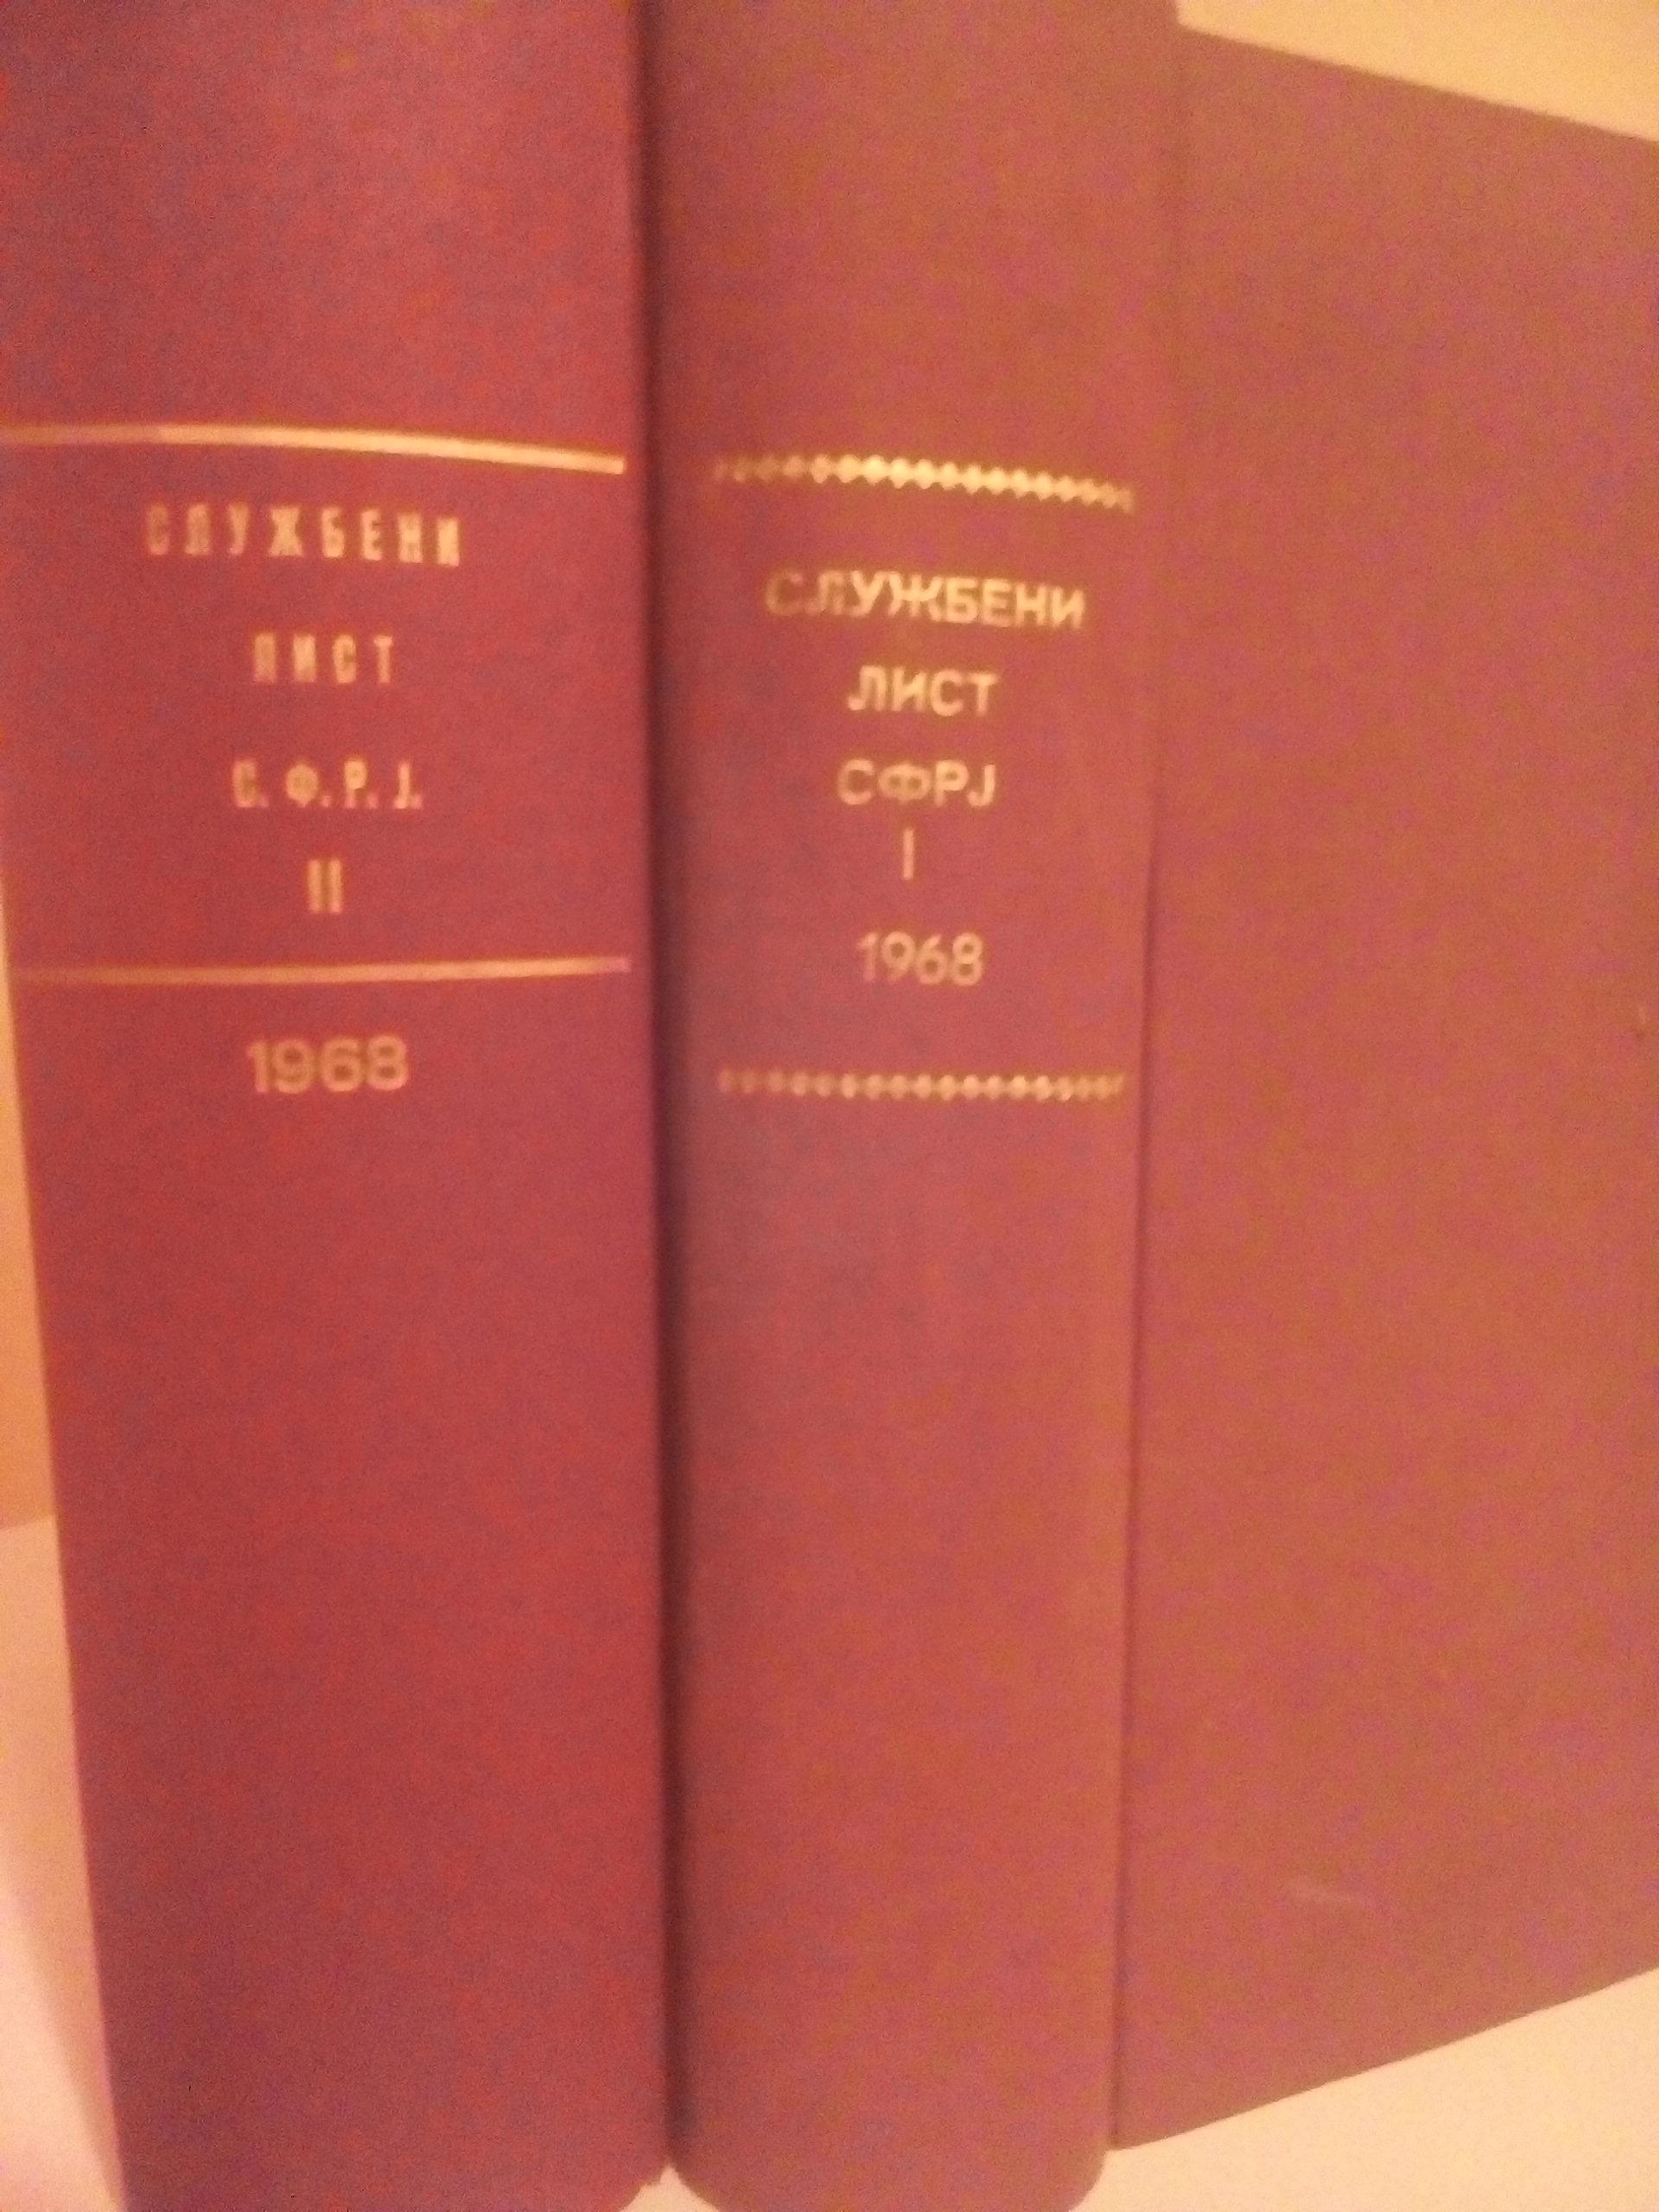 СЛУЖБЕНИ
ЛИСТ
С. Ф. Р. Ј.
II
1968
СЛУЖБЕНИ
ЛИСТ
СФРЈ
I
1968